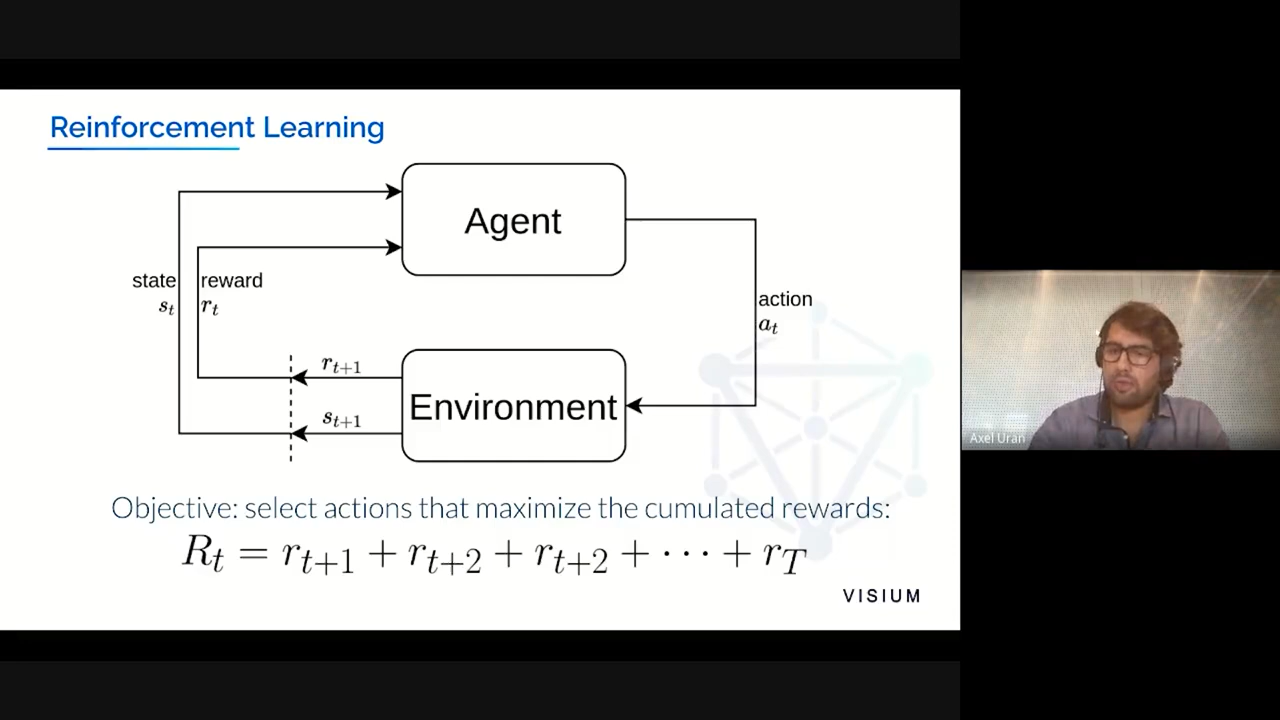 Reinforcement Learning
Agent
state
s_t
reward
r_t
action
a_t
r_{t+1}
Environment
s_{t+1}
Objective: select actions that maximize the cumulated rewards:
R_t = r_{t+1} + r_{t+2} + r_{t+2} + ··· + r_T
VISIUM
Axel Uran